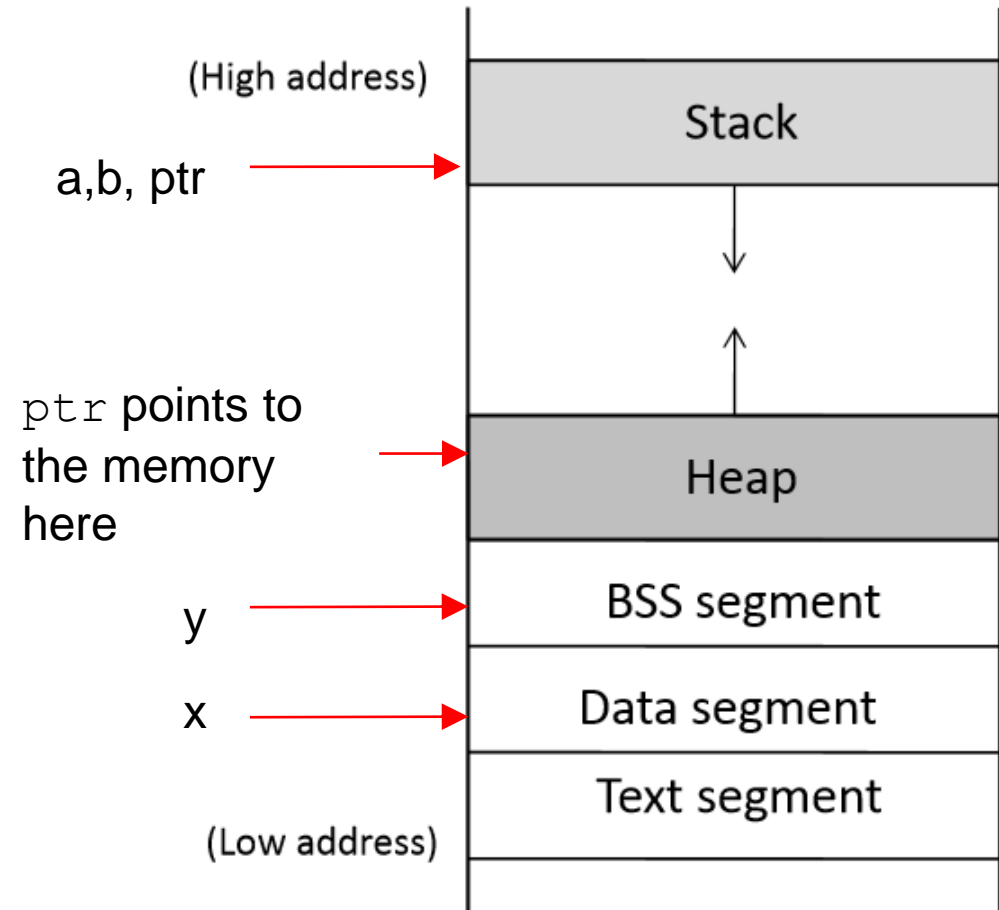 (High address)
Stack
a,b, ptr
ptr points to
the memory
here
Heap
y
BSS segment
x
Data segment
Text segment
(Low address)